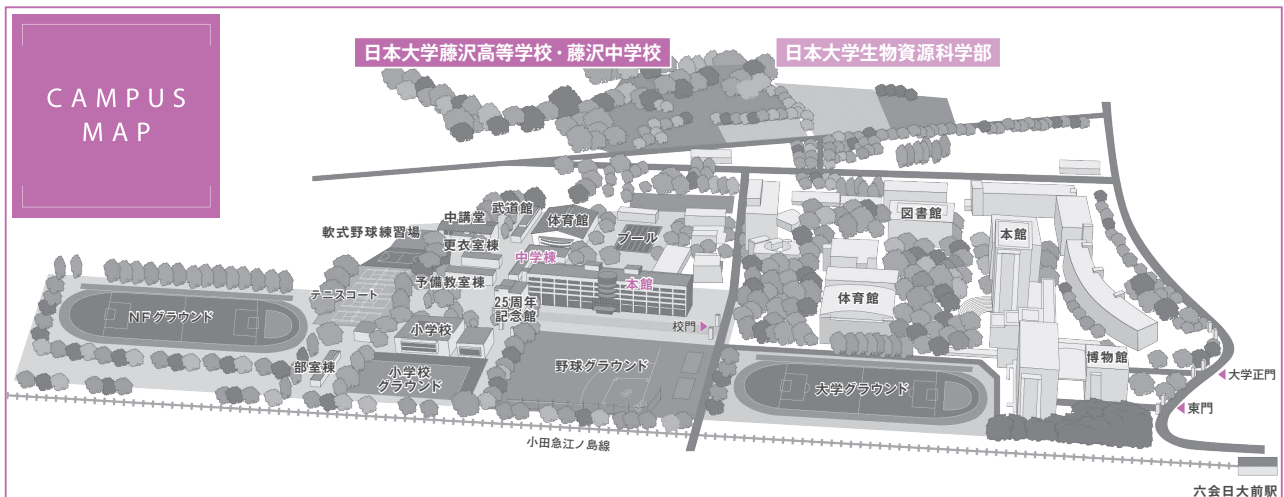 CAMPUS
MAP
日本大学藤沢高等学校・藤沢中学校
日本大学生物資源科学部
武道館
中講堂
体育館
軟式野球練習場
更衣室棟
プール
中学棟
予備教室棟
本館
テニスコート
25周年
記念館
NFグラウンド
小学校
校門
部室棟
小学校
グラウンド
野球グラウンド
図書館
本館
体育館
博物館
大学グラウンド
大学正門
東門
小田急江ノ島線
六会日大前駅